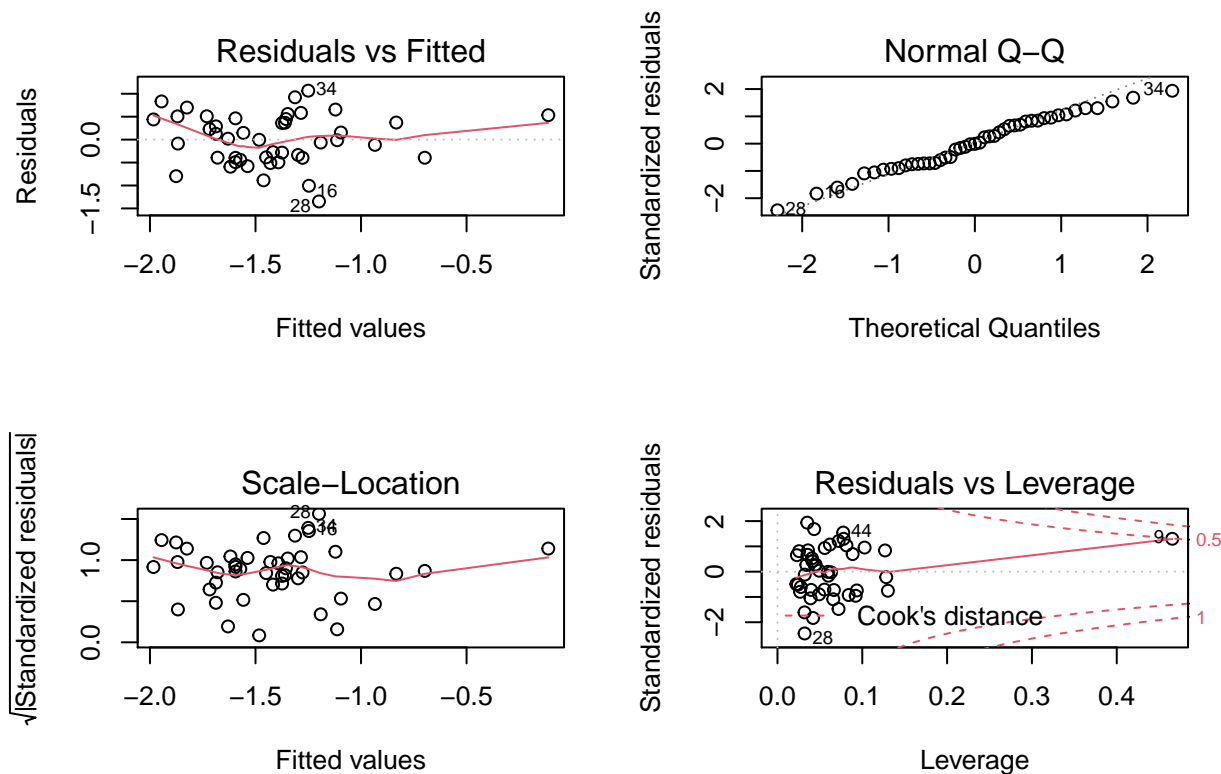 Residuals vs Fitted
Residuals
0.0
−1.5
34
16
28
−2.0 −1.5 −1.0 −0.5
Fitted values
Normal Q−Q
Standardized residuals
2
0
−2
34
16
28
−2 −1 0 1 2
Theoretical Quantiles
Scale−Location
√|Standardized residuals|
1.0
0.0
28
34
16
−2.0 −1.5 −1.0 −0.5
Fitted values
Residuals vs Leverage
Standardized residuals
2
0
−2
44
9
0.5
Cook's distance
1
28
0.0 0.1 0.2 0.3 0.4
Leverage